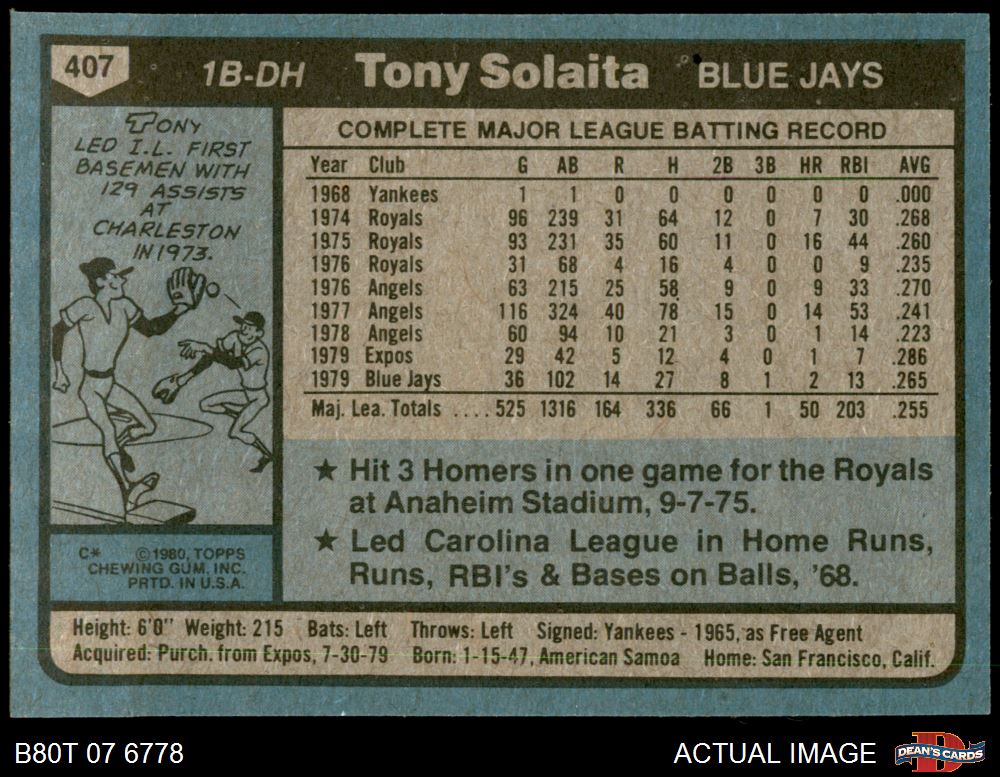 407 1B-DH Tony Solaita BLUE JAYS
TONY
LED I.L. FIRST
BASEMEN WITH
129 ASSISTS
AT
CHARLESTON
IN 1973.
C* ©1980, TOPPS
CHEWING GUM, INC.
PRTD. IN U.S.A.
COMPLETE MAJOR LEAGUE BATTING RECORD
Year Club G AB R H 2B 3B HR RBI AVG
1968 Yankees 1 1 0 0 0 0 0 0 .000
1974 Royals 96 239 31 64 12 0 7 30 .268
1975 Royals 93 231 35 60 11 0 16 44 .260
1976 Royals 31 68 4 16 4 0 0 9 .235
1976 Angels 63 215 25 58 9 0 9 33 .270
1977 Angels 116 324 40 78 15 0 14 53 .241
1978 Angels 60 94 10 21 3 0 1 14 .223
1979 Expos 29 42 5 12 4 0 1 7 .286
1979 Blue Jays 36 102 14 27 8 1 2 13 .265
Maj. Lea. Totals .... 525 1316 164 336 66 1 50 203 .255
★ Hit 3 Homers in one game for the Royals
at Anaheim Stadium, 9-7-75.
★ Led Carolina League in Home Runs,
Runs, RBI's & Bases on Balls, '68.
Height: 6'0" Weight: 215 Bats: Left Throws: Left Signed: Yankees - 1965, as Free Agent
Acquired: Purch. from Expos, 7-30-79 Born: 1-15-47, American Samoa Home: San Francisco, Calif.
B80T 07 6778 ACTUAL IMAGE DEAN'S CARDS